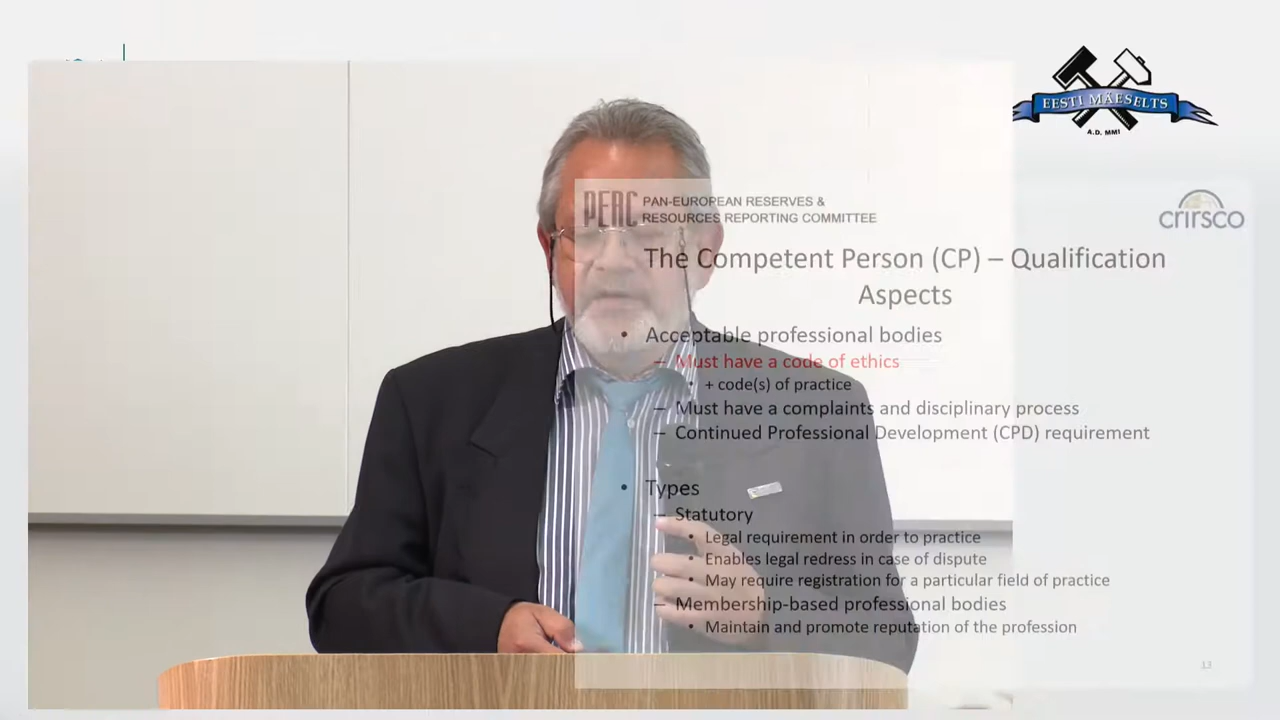 EESTI MÄESELTS
A.D. MMI
PERC
PAN-EUROPEAN RESERVES &
RESOURCES REPORTING COMMITTEE
crirsco
The Competent Person (CP) – Qualification
Aspects
• Acceptable professional bodies
– Must have a code of ethics
• + code(s) of practice
– Must have a complaints and disciplinary process
– Continued Professional Development (CPD) requirement
• Types
– Statutory
• Legal requirement in order to practice
• Enables legal redress in case of dispute
• May require registration for a particular field of practice
– Membership-based professional bodies
• Maintain and promote reputation of the profession
13